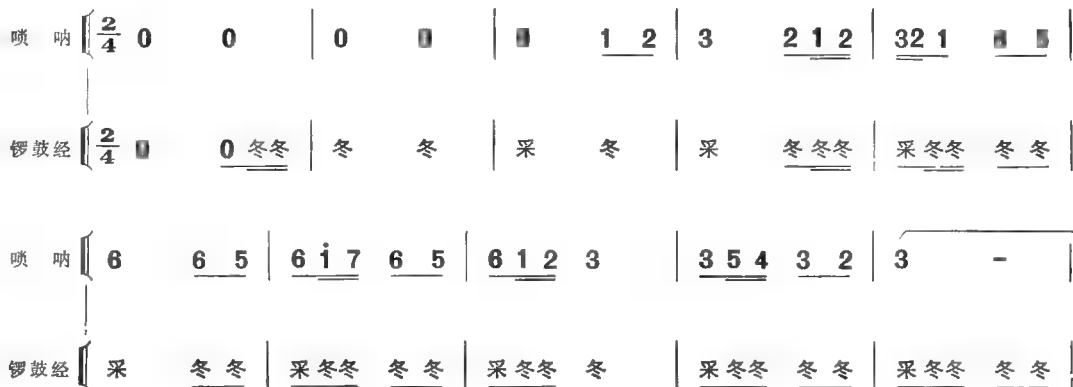 唢 呐 2/4 0 0 | 0 | 1 2 | 3 2 1 2 | 3 2 1 |
锣鼓经 2/4 0 冬冬 | 冬 冬 | 采 冬 | 采 冬 冬冬 | 采 冬冬 冬 冬 |
唢 呐 6 6 5 | 6 i 7 6 5 | 6 1 2 3 | 3 5 4 3 2 | 3 - |
锣鼓经 采 冬 冬 | 采 冬冬 冬 冬 | 采 冬冬 冬 | 采 冬冬 冬 冬 | 采 冬冬 冬 冬 |